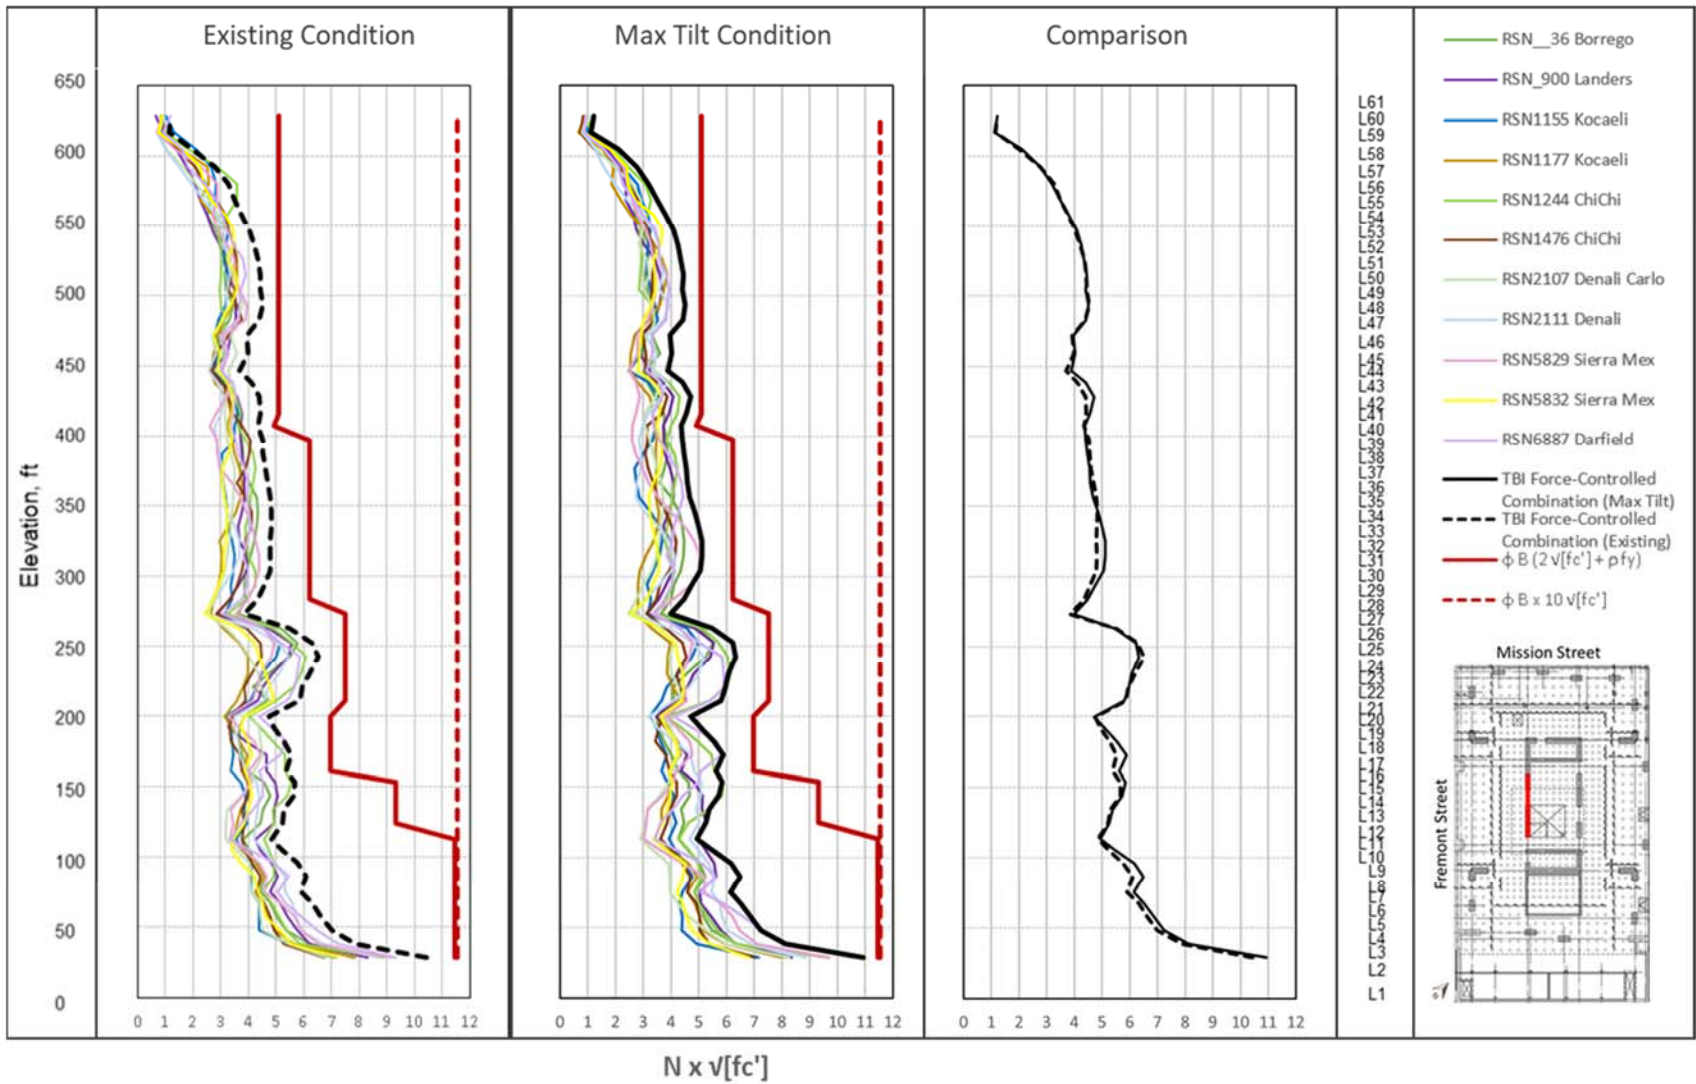 Existing Condition
Max Tilt Condition
Comparison
Elevation, ft
650
600
550
500
450
400
350
300
250
200
150
100
50
0
0 1 2 3 4 5 6 7 8 9 10 11 12
0 1 2 3 4 5 6 7 8 9 10 11 12
0 1 2 3 4 5 6 7 8 9 10 11 12
N x √[fc']
L61
L60
L59
L58
L57
L56
L55
L54
L53
L52
L51
L50
L49
L48
L47
L46
L45
L44
L43
L42
L41
L40
L39
L38
L37
L36
L35
L34
L33
L32
L31
L30
L29
L28
L27
L26
L25
L24
L23
L22
L21
L20
L19
L18
L17
L16
L15
L14
L13
L12
L11
L10
L9
L8
L7
L6
L5
L4
L3
L2
L1
RSN__36 Borrego
RSN_900 Landers
RSN1155 Kocaeli
RSN1177 Kocaeli
RSN1244 ChiChi
RSN1476 ChiChi
RSN2107 Denali Carlo
RSN2111 Denali
RSN5829 Sierra Mex
RSN5832 Sierra Mex
RSN6887 Darfield
TBI Force-Controlled
Combination (Max Tilt)
TBI Force-Controlled
Combination (Existing)
ϕ B (2 √[fc'] + ρfy)
ϕ B x 10 √[fc']
Mission Street
Fremont Street